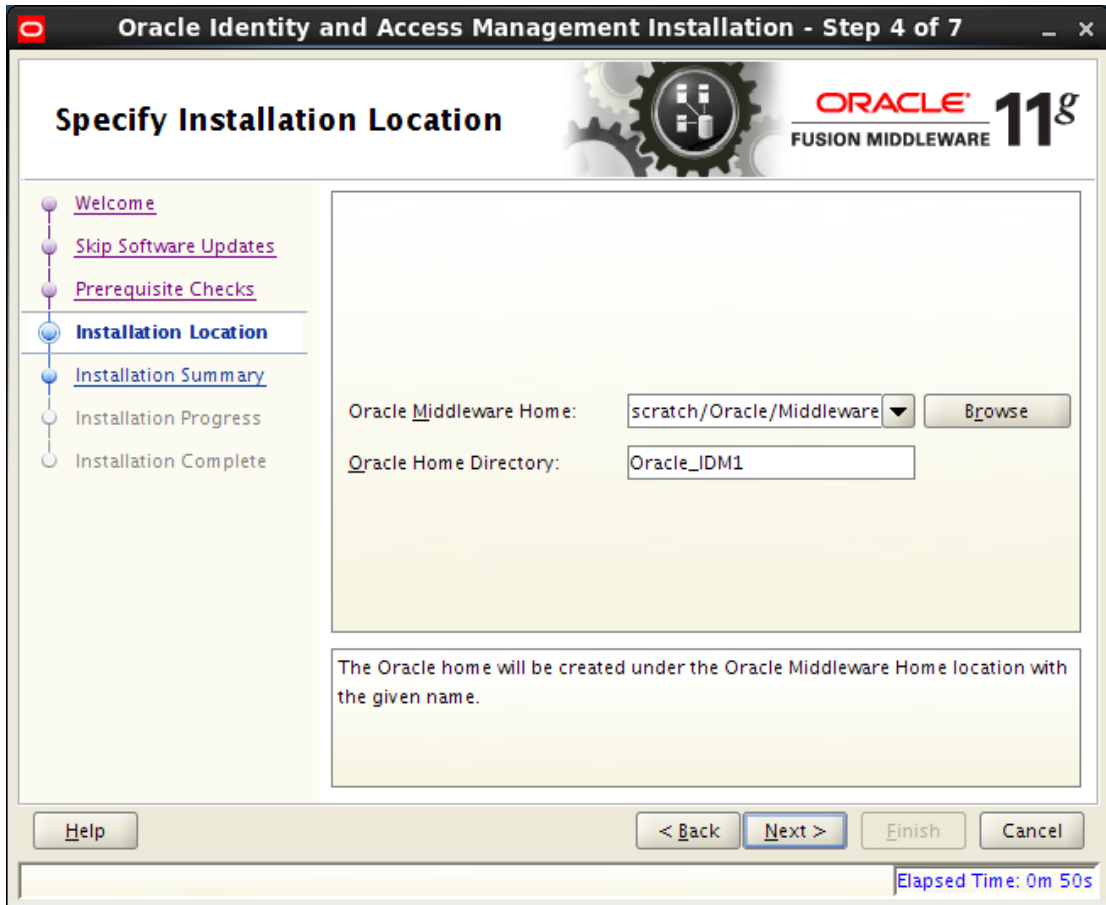 Oracle Identity and Access Management Installation - Step 4 of 7
Specify Installation Location
ORACLE
FUSION MIDDLEWARE 11g
Welcome
Skip Software Updates
Prerequisite Checks
Installation Location
Installation Summary
Installation Progress
Installation Complete
Oracle Middleware Home: scratch/Oracle/Middleware Browse
Oracle Home Directory: Oracle_IDM1
The Oracle home will be created under the Oracle Middleware Home location with
the given name.
Help < Back Next > Finish Cancel
Elapsed Time: 0m 50s